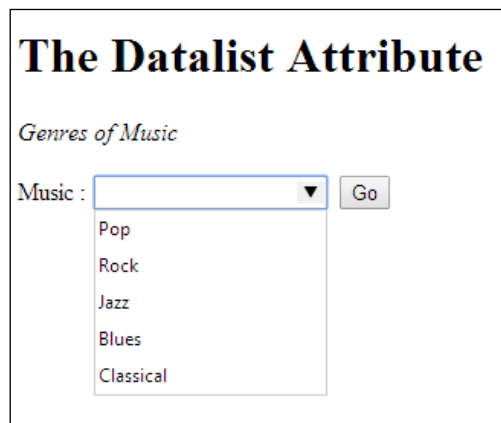 The Datalist Attribute
Genres of Music
Music : Go
Pop
Rock
Jazz
Blues
Classical